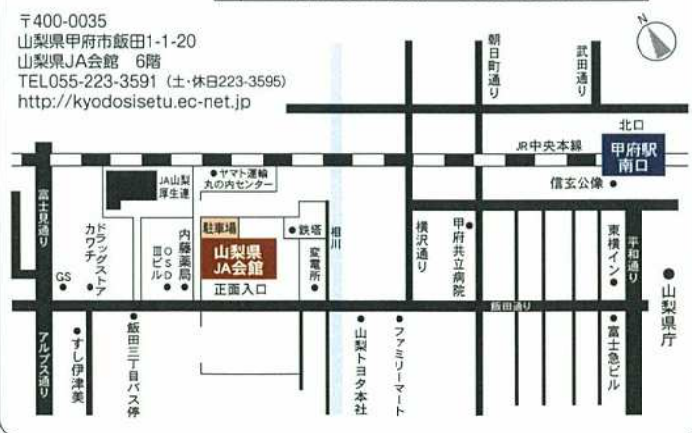 〒400-0035
山梨県甲府市飯田1-1-20
山梨県JA会館 6階
TEL055-223-3591（土・休日223-3595）
http://kyodosisetu.ec-net.jp
N
朝日町通り
武田通り
北口
JR中央本線
甲府駅
南口
信玄公像
ヤマト運輸
丸の内センター
JA山梨
厚生連
富士見通り
ドラッグストア
カワチ
GS
OSD
Ⅲビル
内藤薬局
駐車場
山梨県
JA会館
正面入口
鉄塔
変電所
相川
横沢通り
甲府共立病院
東横イン
平和通り
山梨県庁
飯田通り
アルプス通り
すし伊津美
飯田三丁目バス停
山梨トヨタ本社
ファミリーマート
富士急ビル